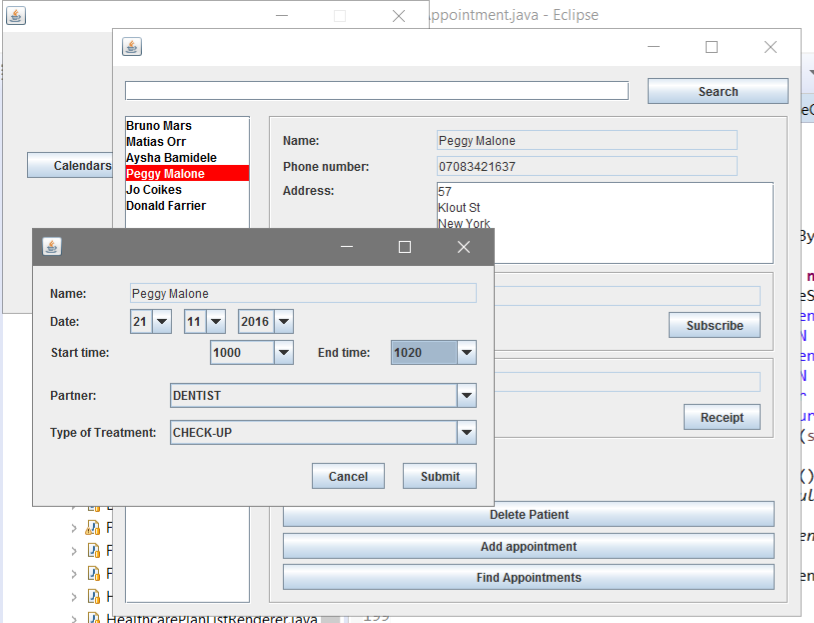 Appointment.java - Eclipse
Search
Calendars
Bruno Mars
Matias Orr
Aysha Bamidele
Peggy Malone
Jo Coikes
Donald Farrier
Name: Peggy Malone
Phone number: 07083421637
Address: 57
Klout St
New York
Subscribe
Receipt
Delete Patient
Add appointment
Find Appointments
Name: Peggy Malone
Date: 21 11 2016
Start time: 1000 End time: 1020
Partner: DENTIST
Type of Treatment: CHECK-UP
Cancel Submit
HealthcarePlanListRenderer.java
199